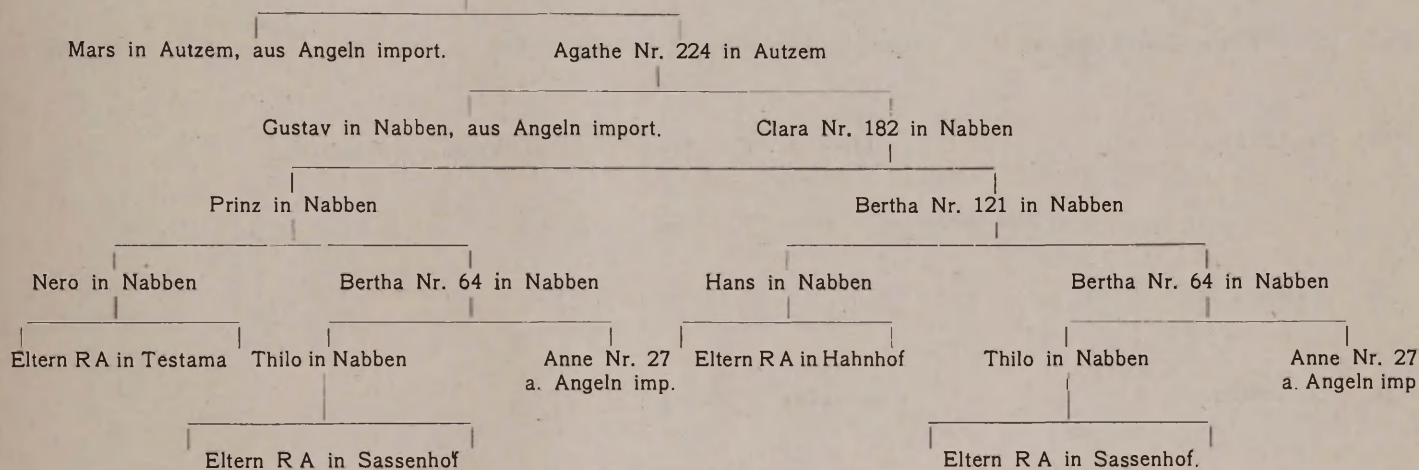 Mars in Autzem, aus Angeln import. Agathe Nr. 224 in Autzem
Gustav in Nabben, aus Angeln import. Clara Nr. 182 in Nabben
Prinz in Nabben Bertha Nr. 121 in Nabben
Nero in Nabben Bertha Nr. 64 in Nabben Hans in Nabben Bertha Nr. 64 in Nabben
Eltern R A in Testama Thilo in Nabben Anne Nr. 27 Eltern R A in Hahnhof Thilo in Nabben Anne Nr. 27
a. Angeln imp. a. Angeln imp
Eltern R A in Sassenhof Eltern R A in Sassenhof.